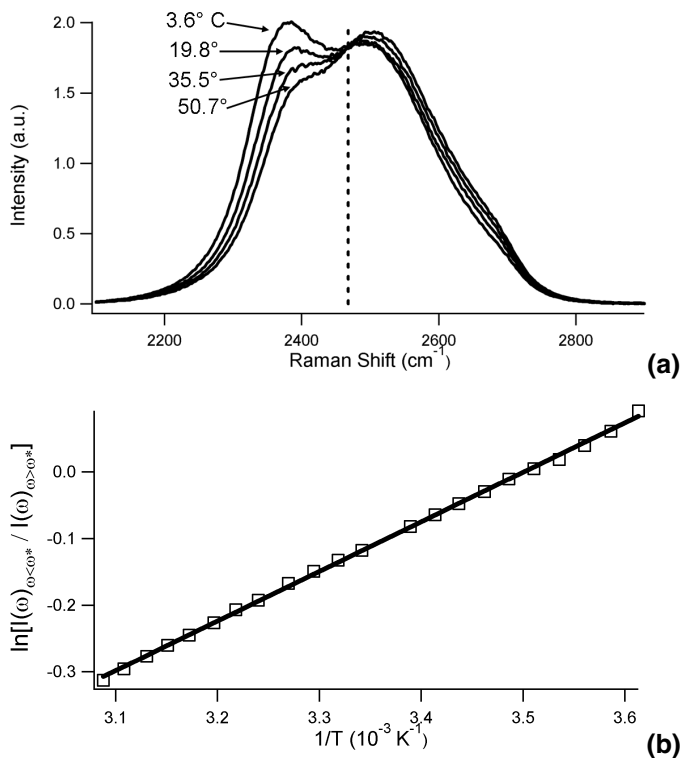 (a)
3.6° C
19.8°
35.5°
50.7°
2.0
1.5
1.0
0.5
0.0
Intensity (a.u.)
2200
2400
2600
2800
Raman Shift (cm⁻¹)
(a)
0.0
-0.1
-0.2
-0.3
ln[I(ω)ω<ω* / I(ω)ω>ω*]
3.1
3.2
3.3
3.4
3.5
3.6
1/T (10⁻³ K⁻¹)
(b)